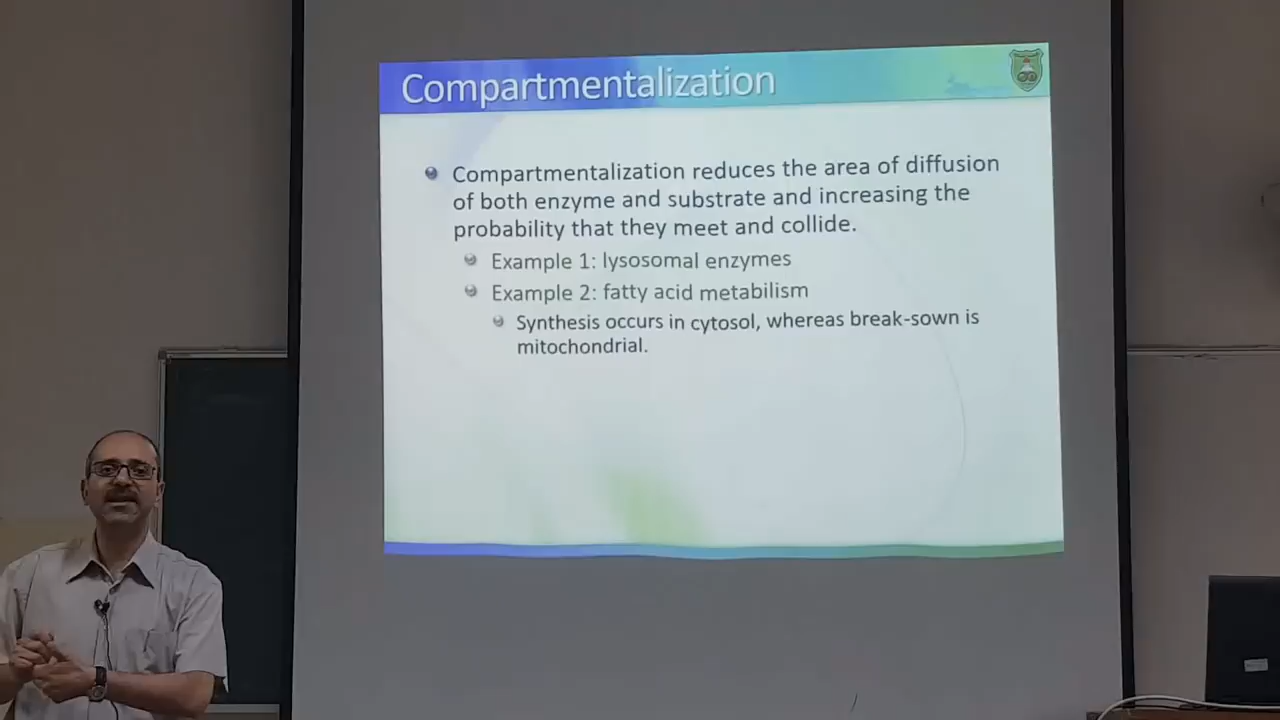 Compartmentalization
Compartmentalization reduces the area of diffusion
of both enzyme and substrate and increasing the
probability that they meet and collide.
Example 1: lysosomal enzymes
Example 2: fatty acid metabilism
Synthesis occurs in cytosol, whereas break-sown is
mitochondrial.